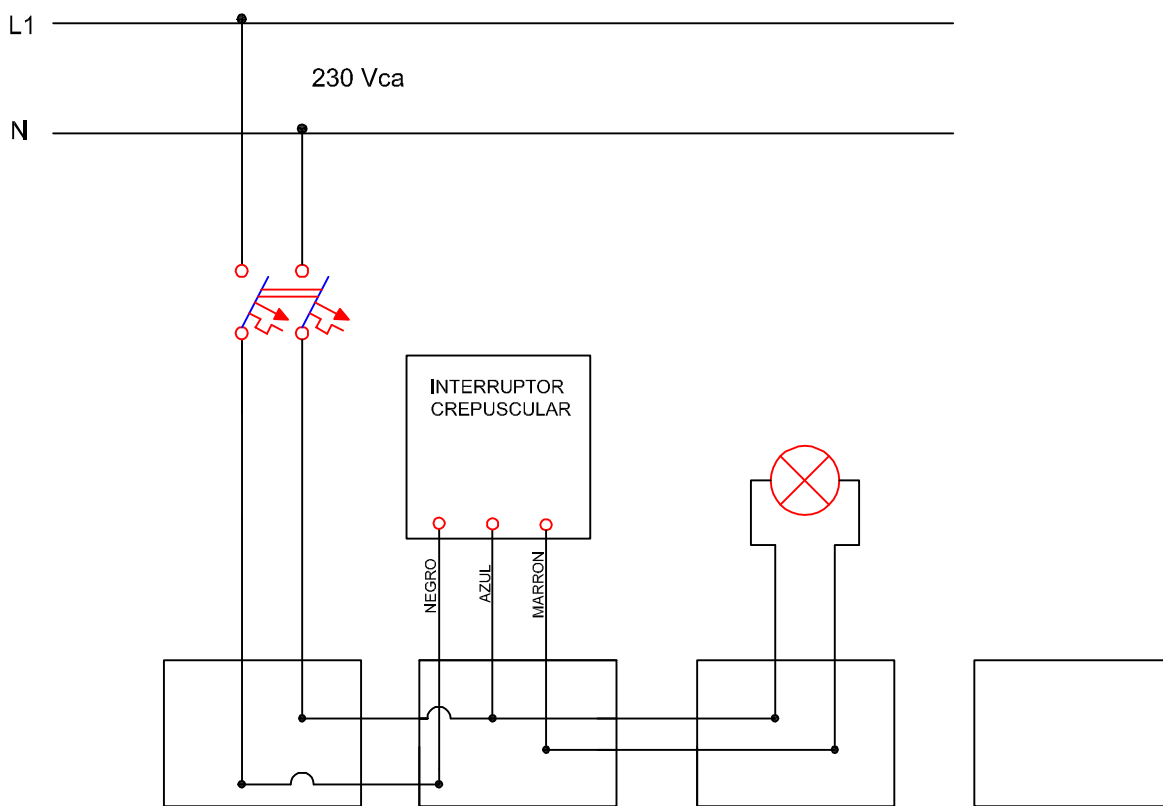 L1
230 Vca
N
INTERRUPTOR
CREPUSCULAR
NEGRO
AZUL
MARRON